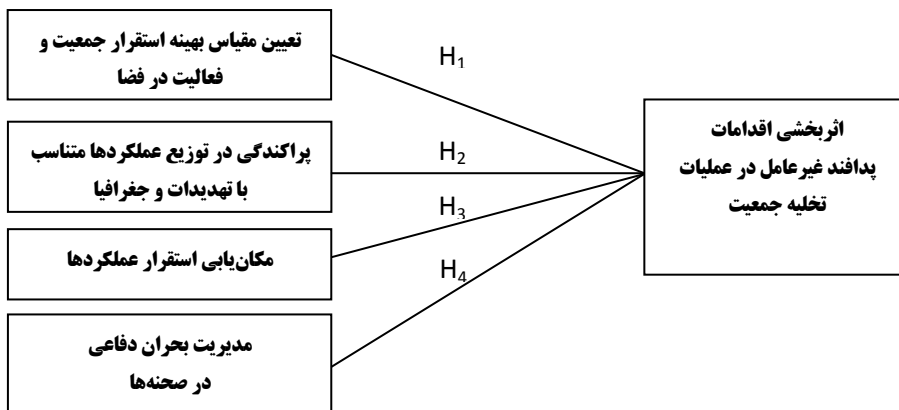 تعیین مقیاس بهینه استقرار جمعیت و
فعالیت در فضا
H1
پراکندگی در توزیع عملکردها متناسب
با تهدیدات و جغرافیا
H2
مکان‌یابی استقرار عملکردها
H3
مدیریت بحران دفاعی
در صحنه‌ها
H4
اثربخشی اقدامات
پدافند غیرعامل در عملیات
تخلیه جمعیت